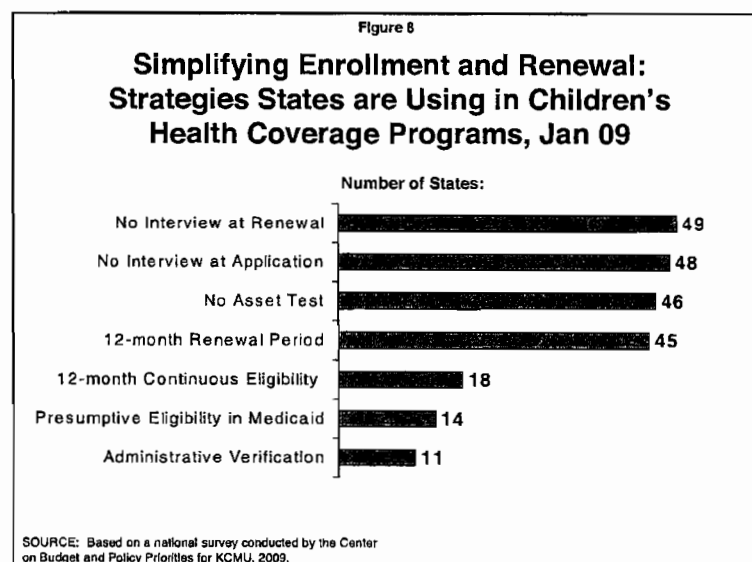 Figure 8
Simplifying Enrollment and Renewal:
Strategies States are Using in Children's
Health Coverage Programs, Jan 09
Number of States:
No Interview at Renewal 49
No Interview at Application 48
No Asset Test 46
12-month Renewal Period 45
12-month Continuous Eligibility 18
Presumptive Eligibility in Medicaid 14
Administrative Verification 11
SOURCE: Based on a national survey conducted by the Center
on Budget and Policy Priorities for KCMU, 2009.